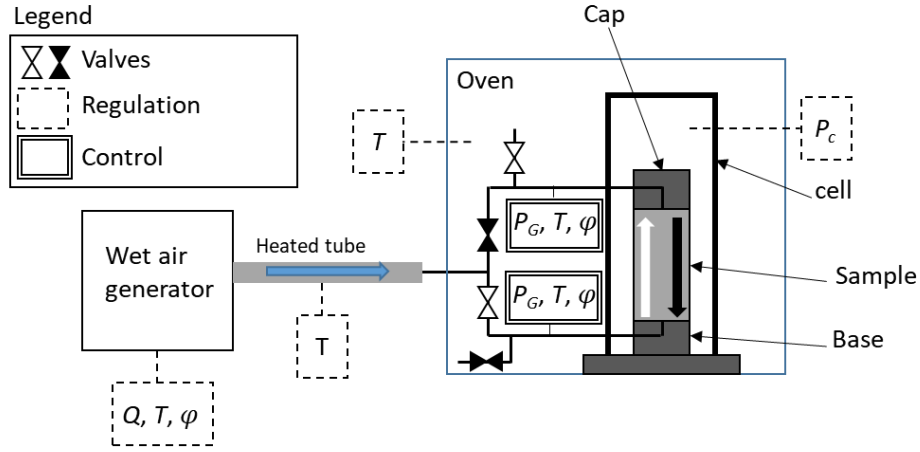 Legend
Valves
Regulation
Control
Cap
Oven
T
P_c
cell
Wet air
generator
Heated tube
P_G, T, φ
P_G, T, φ
Sample
T
Base
Q, T, φ